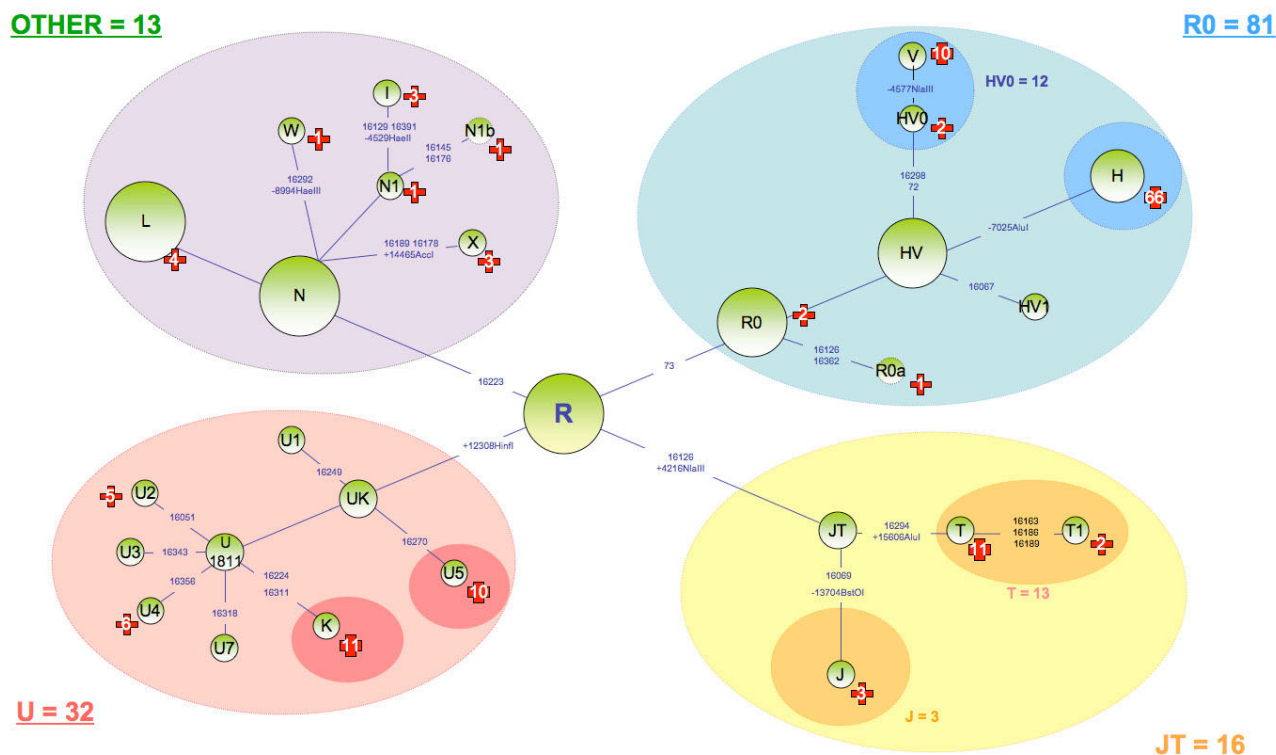 OTHER = 13
R0 = 81
V
10
-4577NlaIII
HV0 = 12
HV0
2
I
3
16129 16391
-4529HaeII
W
1
N1b
1
16145
16176
16292
-8994HaeIII
N1
1
16298
72
H
66
L
4
16189 16178
+14465AccI
X
3
-7025AluI
HV
N
16067
HV1
R0
2
16126
16362
R0a
1
73
16223
R
+12308HinfI
16126
+4216NlaIII
U1
16249
U2
5
UK
16051
U3
16343
U
1811
16270
16356
16224
16311
U5
10
U4
6
16318
K
11
U7
JT
16294
+15606AluI
T
11
16163
16186
16189
T1
2
T = 13
16069
-13704BstOI
J
3
J = 3
U = 32
JT = 16